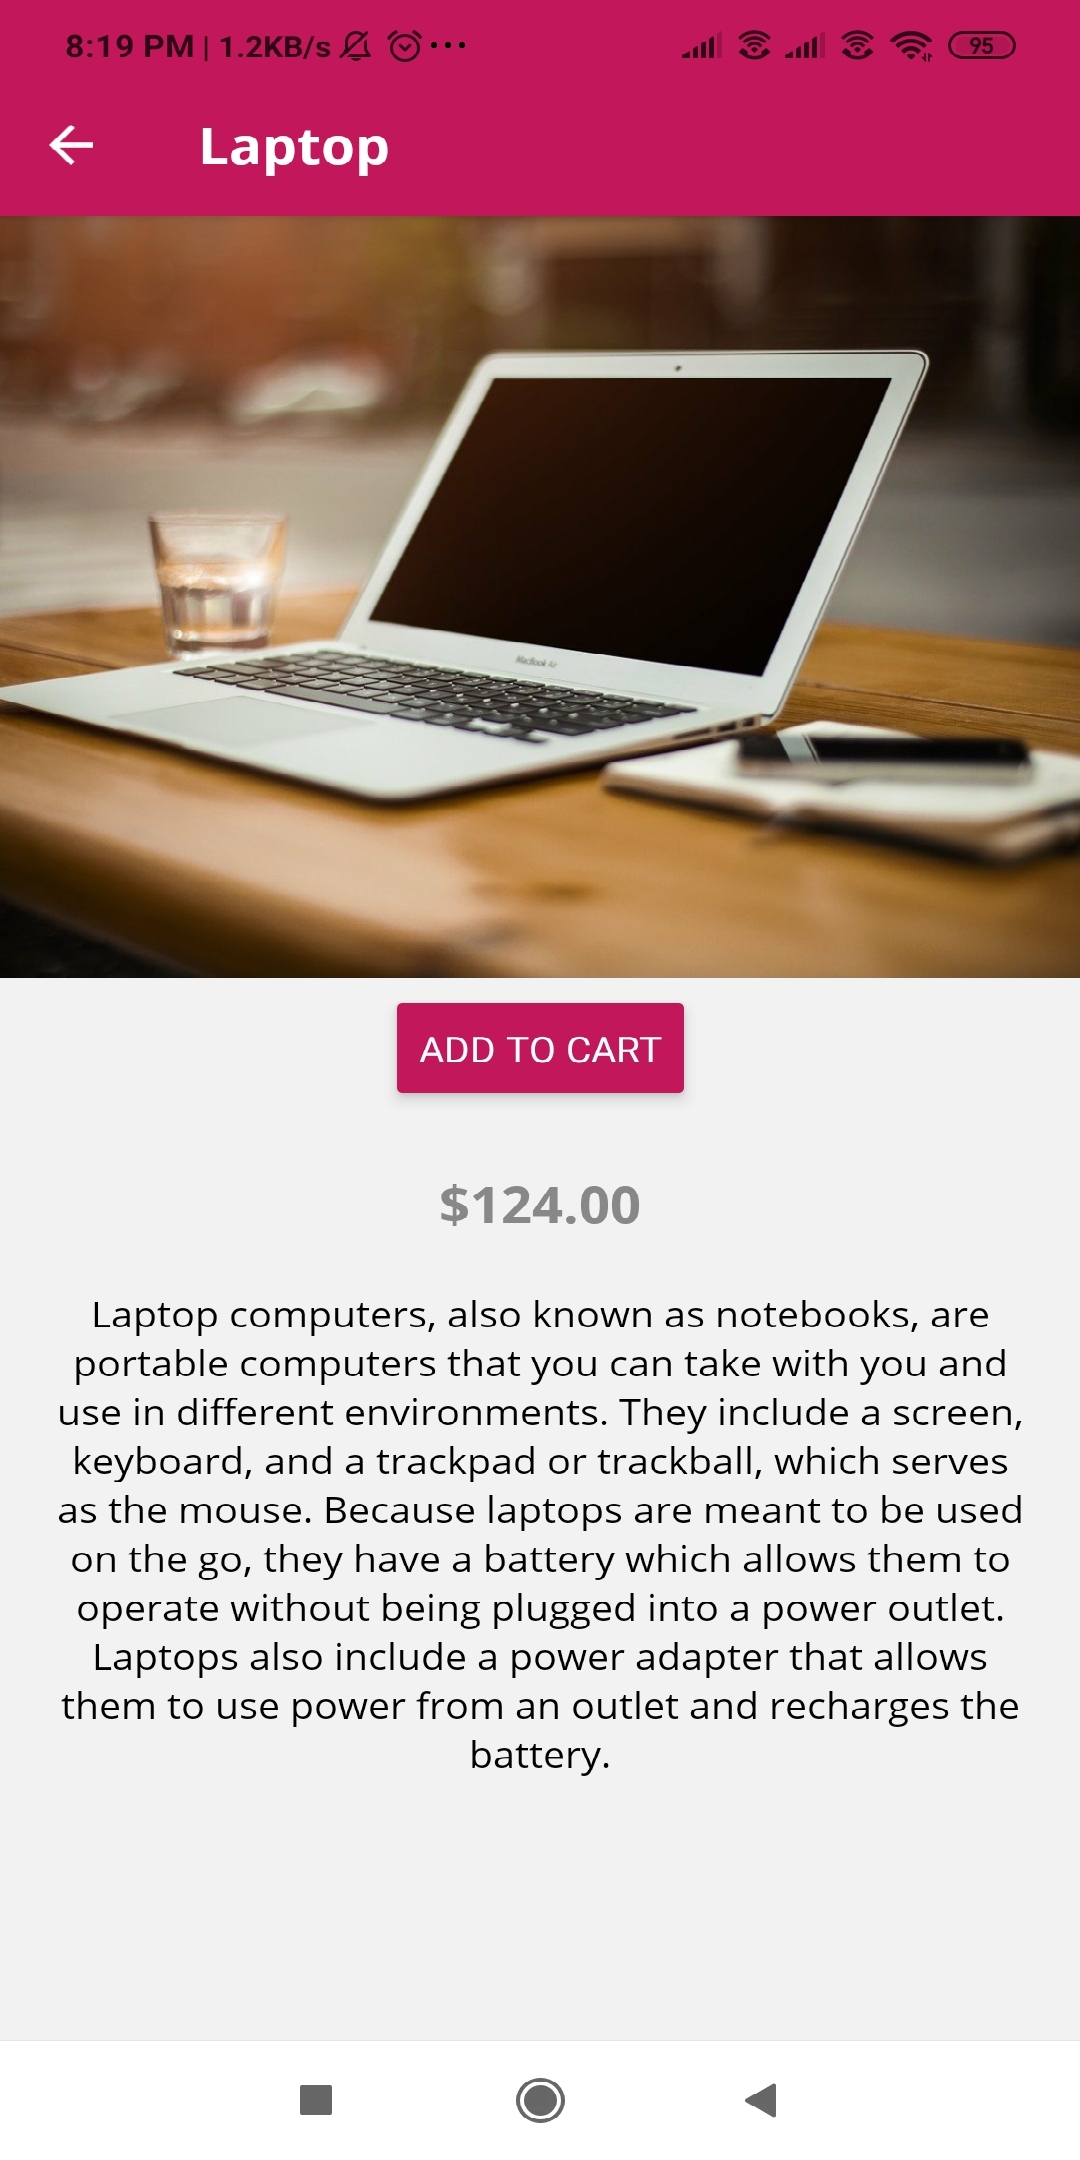 8:19 PM | 1.2KB/s ... 95
Laptop
MacBook Air
ADD TO CART
$124.00
Laptop computers, also known as notebooks, are
portable computers that you can take with you and
use in different environments. They include a screen,
keyboard, and a trackpad or trackball, which serves
as the mouse. Because laptops are meant to be used
on the go, they have a battery which allows them to
operate without being plugged into a power outlet.
Laptops also include a power adapter that allows
them to use power from an outlet and recharges the
battery.